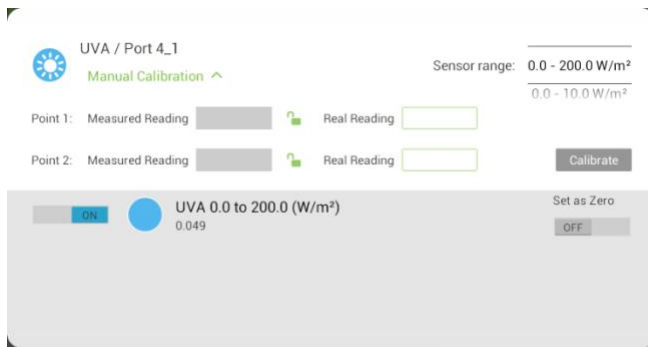 UVA / Port 4_1
Manual Calibration
Sensor range:
0.0 - 200.0 W/m²
0.0 - 10.0 W/m²
Point 1: Measured Reading Real Reading
Point 2: Measured Reading Real Reading Calibrate
ON UVA 0.0 to 200.0 (W/m²)
0.049
Set as Zero
OFF